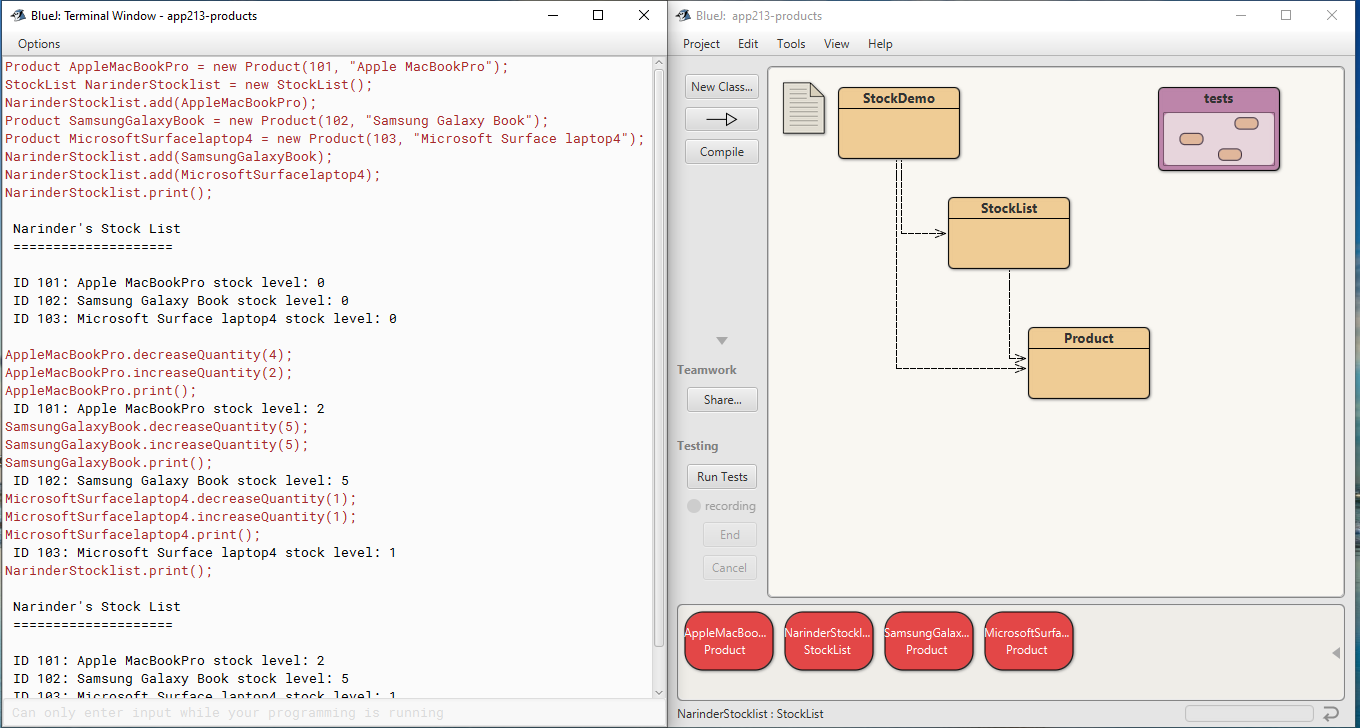 BlueJ: Terminal Window - app213-products
Options
Product AppleMacBookPro = new Product(101, "Apple MacBookPro");
StockList NarinderStocklist = new StockList();
NarinderStocklist.add(AppleMacBookPro);
Product SamsungGalaxyBook = new Product(102, "Samsung Galaxy Book");
Product MicrosoftSurfacelaptop4 = new Product(103, "Microsoft Surface laptop4");
NarinderStocklist.add(SamsungGalaxyBook);
NarinderStocklist.add(MicrosoftSurfacelaptop4);
NarinderStocklist.print();
Narinder's Stock List
====================
ID 101: Apple MacBookPro stock level: 0
ID 102: Samsung Galaxy Book stock level: 0
ID 103: Microsoft Surface laptop4 stock level: 0
AppleMacBookPro.decreaseQuantity(4);
AppleMacBookPro.increaseQuantity(2);
AppleMacBookPro.print();
ID 101: Apple MacBookPro stock level: 2
SamsungGalaxyBook.decreaseQuantity(5);
SamsungGalaxyBook.increaseQuantity(5);
SamsungGalaxyBook.print();
ID 102: Samsung Galaxy Book stock level: 5
MicrosoftSurfacelaptop4.decreaseQuantity(1);
MicrosoftSurfacelaptop4.increaseQuantity(1);
MicrosoftSurfacelaptop4.print();
ID 103: Microsoft Surface laptop4 stock level: 1
NarinderStocklist.print();
Narinder's Stock List
====================
ID 101: Apple MacBookPro stock level: 2
ID 102: Samsung Galaxy Book stock level: 5
ID 103: Microsoft Surface laptop4 stock level: 1
Can only enter input while your programming is running
BlueJ: app213-products
Project Edit Tools View Help
New Class...
Compile
Teamwork
Share...
Testing
Run Tests
recording
End
Cancel
StockDemo
tests
StockList
Product
AppleMacBoo...
Product
NarinderStockl...
StockList
SamsungGalax...
Product
MicrosoftSurfa...
Product
NarinderStocklist : StockList